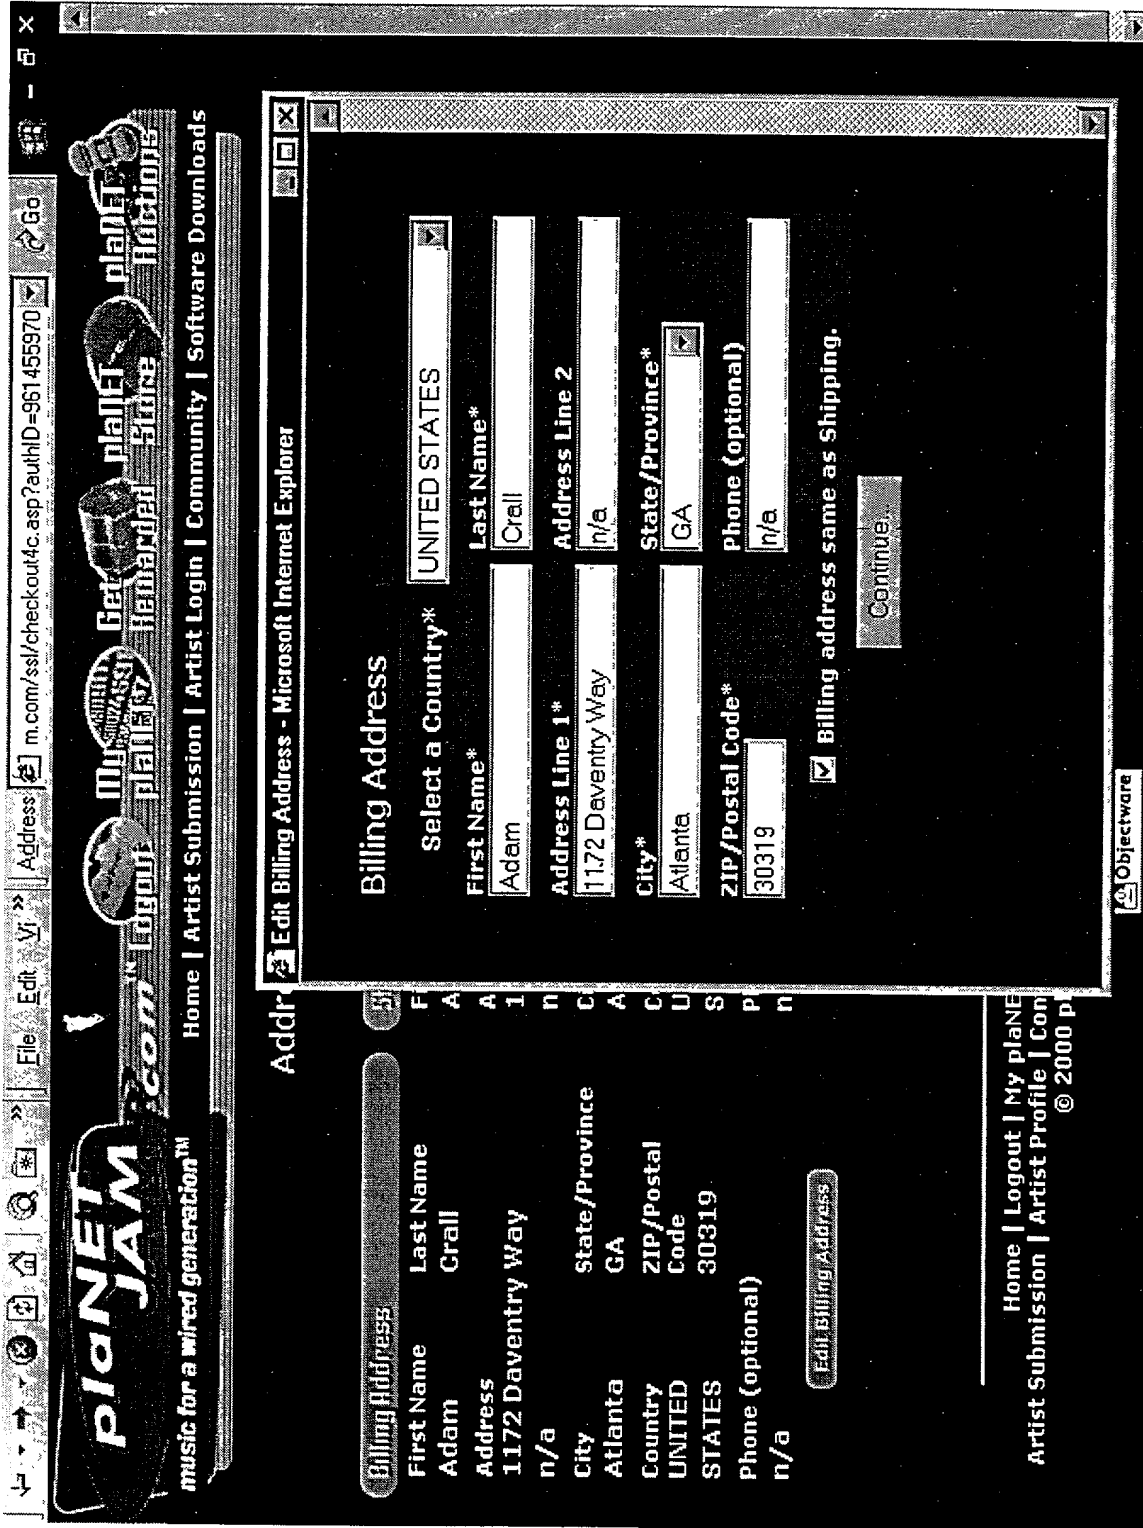 File Edit Vi » Address m.com/ssl/checkout4c.asp?authID=961455970 Go
plaNET JAM .com™
music for a wired generation™
Logout
My plaNET
Get Rewarded
plaNET Store
plaNET Auctions
Home | Artist Submission | Artist Login | Community | Software Downloads
Addr
Billing Address
First Name Last Name
Adam Crall
Address
1172 Daventry Way
n/a
City State/Province
Atlanta GA
Country ZIP/Postal
UNITED Code
STATES 30319
Phone (optional)
n/a
Edit Billing Address
Edit Billing Address - Microsoft Internet Explorer
Billing Address
Select a Country* UNITED STATES
First Name* Last Name*
Adam Crall
Address Line 1* Address Line 2
1172 Daventry Way n/a
City* State/Province*
Atlanta GA
ZIP/Postal Code* Phone (optional)
30319 n/a
Billing address same as Shipping.
Continue..
Home | Logout | My plaNE
Artist Submission | Artist Profile | Con
© 2000 pl
Objectware